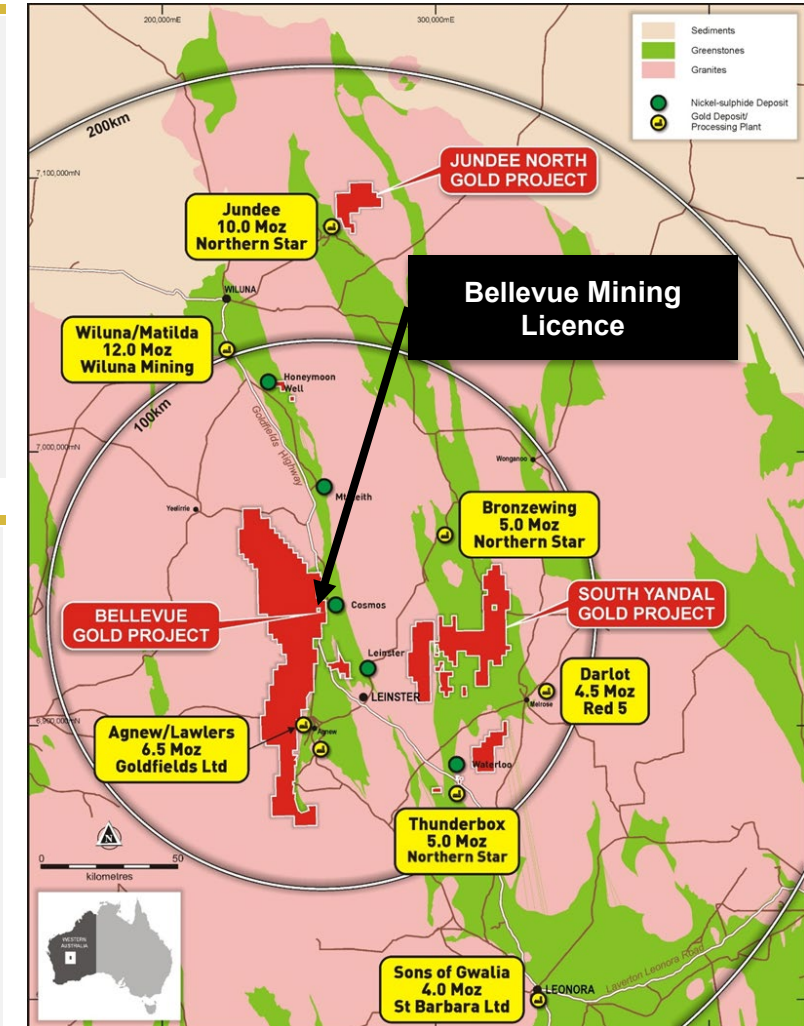 200,000mE
300,000mE
Sediments
Greenstones
Granites
Nickel-sulphide Deposit
Gold Deposit/
Processing Plant
200km
7,100,000mN
JUNDEE NORTH
GOLD PROJECT
Jundee
10.0 Moz
Northern Star
Bellevue Mining
Licence
WILUNA
Wiluna/Matilda
12.0 Moz
Wiluna Mining
Honeymoon
Well
100km
Goldfields Highway
7,000,000mN
Wonganoo
Yeelirrie
Bronzewing
5.0 Moz
Northern Star
BELLEVUE
GOLD PROJECT
Cosmos
SOUTH YANDAL
GOLD PROJECT
Leinster
LEINSTER
Darlot
4.5 Moz
Red 5
Melrose
6,900,000mN
Agnew/Lawlers
6.5 Moz
Goldfields Ltd
Agnew
Waterloo
Thunderbox
5.0 Moz
Northern Star
N
0 50
kilometres
WESTERN
AUSTRALIA
Sons of Gwalia
4.0 Moz
St Barbara Ltd
LEONORA
Laverton Leonora Road